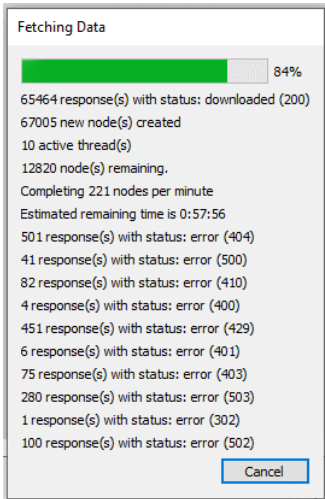 Fetching Data
84%
65464 response(s) with status: downloaded (200)
67005 new node(s) created
10 active thread(s)
12820 node(s) remaining.
Completing 221 nodes per minute
Estimated remaining time is 0:57:56
501 response(s) with status: error (404)
41 response(s) with status: error (500)
82 response(s) with status: error (410)
4 response(s) with status: error (400)
451 response(s) with status: error (429)
6 response(s) with status: error (401)
75 response(s) with status: error (403)
280 response(s) with status: error (503)
1 response(s) with status: error (302)
100 response(s) with status: error (502)
Cancel